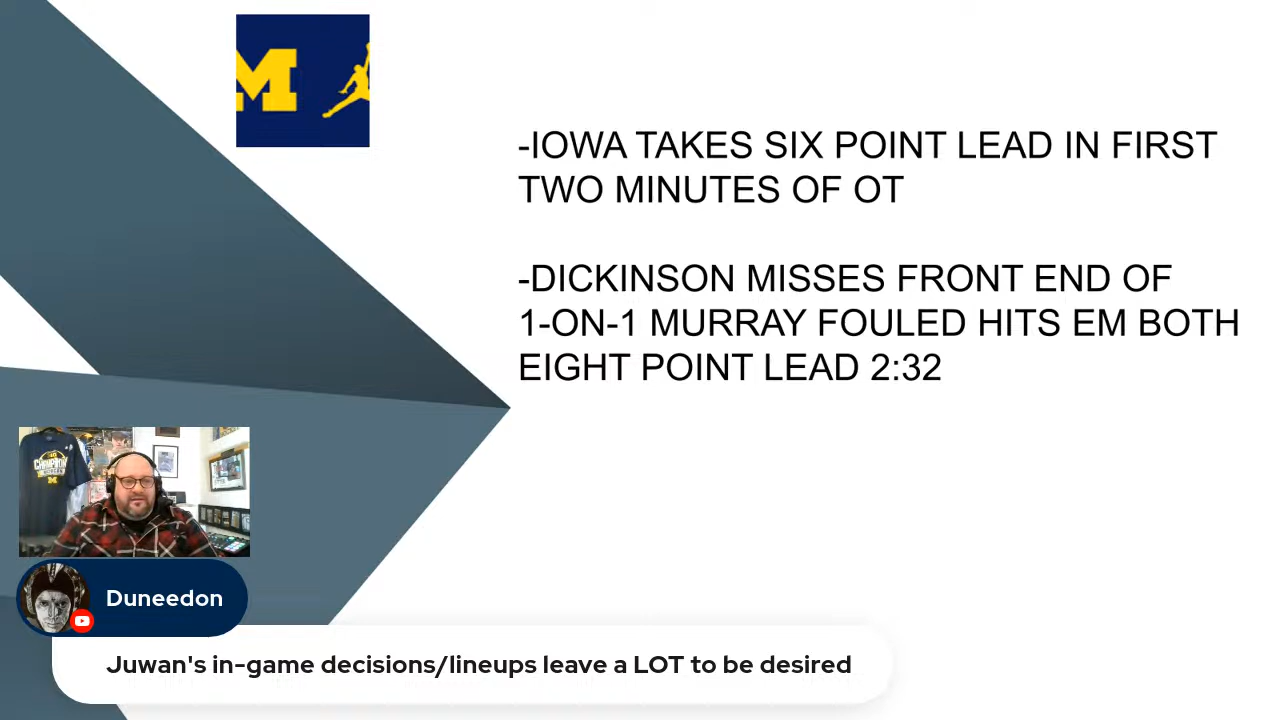 M
-IOWA TAKES SIX POINT LEAD IN FIRST
TWO MINUTES OF OT
-DICKINSON MISSES FRONT END OF
1-ON-1 MURRAY FOULED HITS EM BOTH
EIGHT POINT LEAD 2:32
Duneedon
Juwan's in-game decisions/lineups leave a LOT to be desired